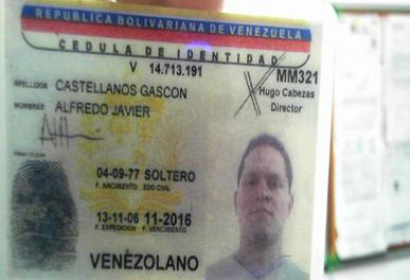 REPUBLICA BOLIVARIANA DE VENEZUELA
CEDULA DE IDENTIDAD
V 14.713.191
MM321
APELLIDOS CASTELLANOS GASCON
Hugo Cabezas
Director
NOMBRES ALFREDO JAVIER
04-09-77 SOLTERO
F. NACIMIENTO EDO CIVIL
13-11-06 11-2016
F. EXPEDICION F. VENCIMIENTO
VENEZOLANO